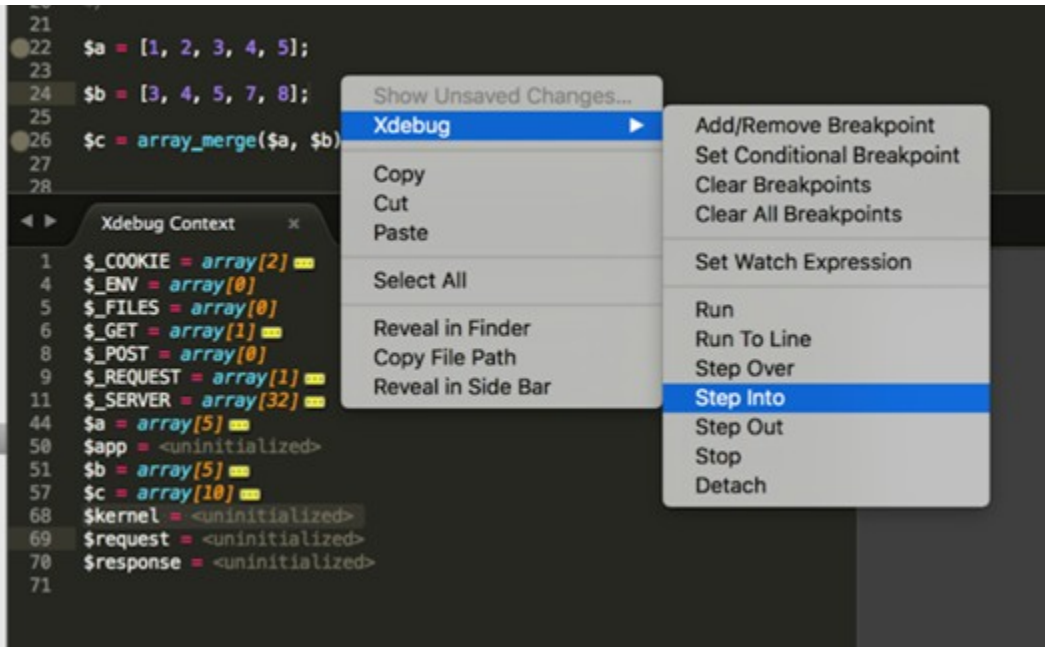 21
22 $a = [1, 2, 3, 4, 5];
23
24 $b = [3, 4, 5, 7, 8];
25
26 $c = array_merge($a, $b)
27
28
Show Unsaved Changes...
Xdebug
Copy
Cut
Paste
Select All
Reveal in Finder
Copy File Path
Reveal in Side Bar
Add/Remove Breakpoint
Set Conditional Breakpoint
Clear Breakpoints
Clear All Breakpoints
Set Watch Expression
Run
Run To Line
Step Over
Step Into
Step Out
Stop
Detach
Xdebug Context ×
1 $_COOKIE = array[2]
4 $_ENV = array[0]
5 $_FILES = array[0]
6 $_GET = array[1]
8 $_POST = array[0]
9 $_REQUEST = array[1]
11 $_SERVER = array[32]
44 $a = array[5]
50 $app = <uninitialized>
51 $b = array[5]
57 $c = array[10]
68 $kernel = <uninitialized>
69 $request = <uninitialized>
70 $response = <uninitialized>
71